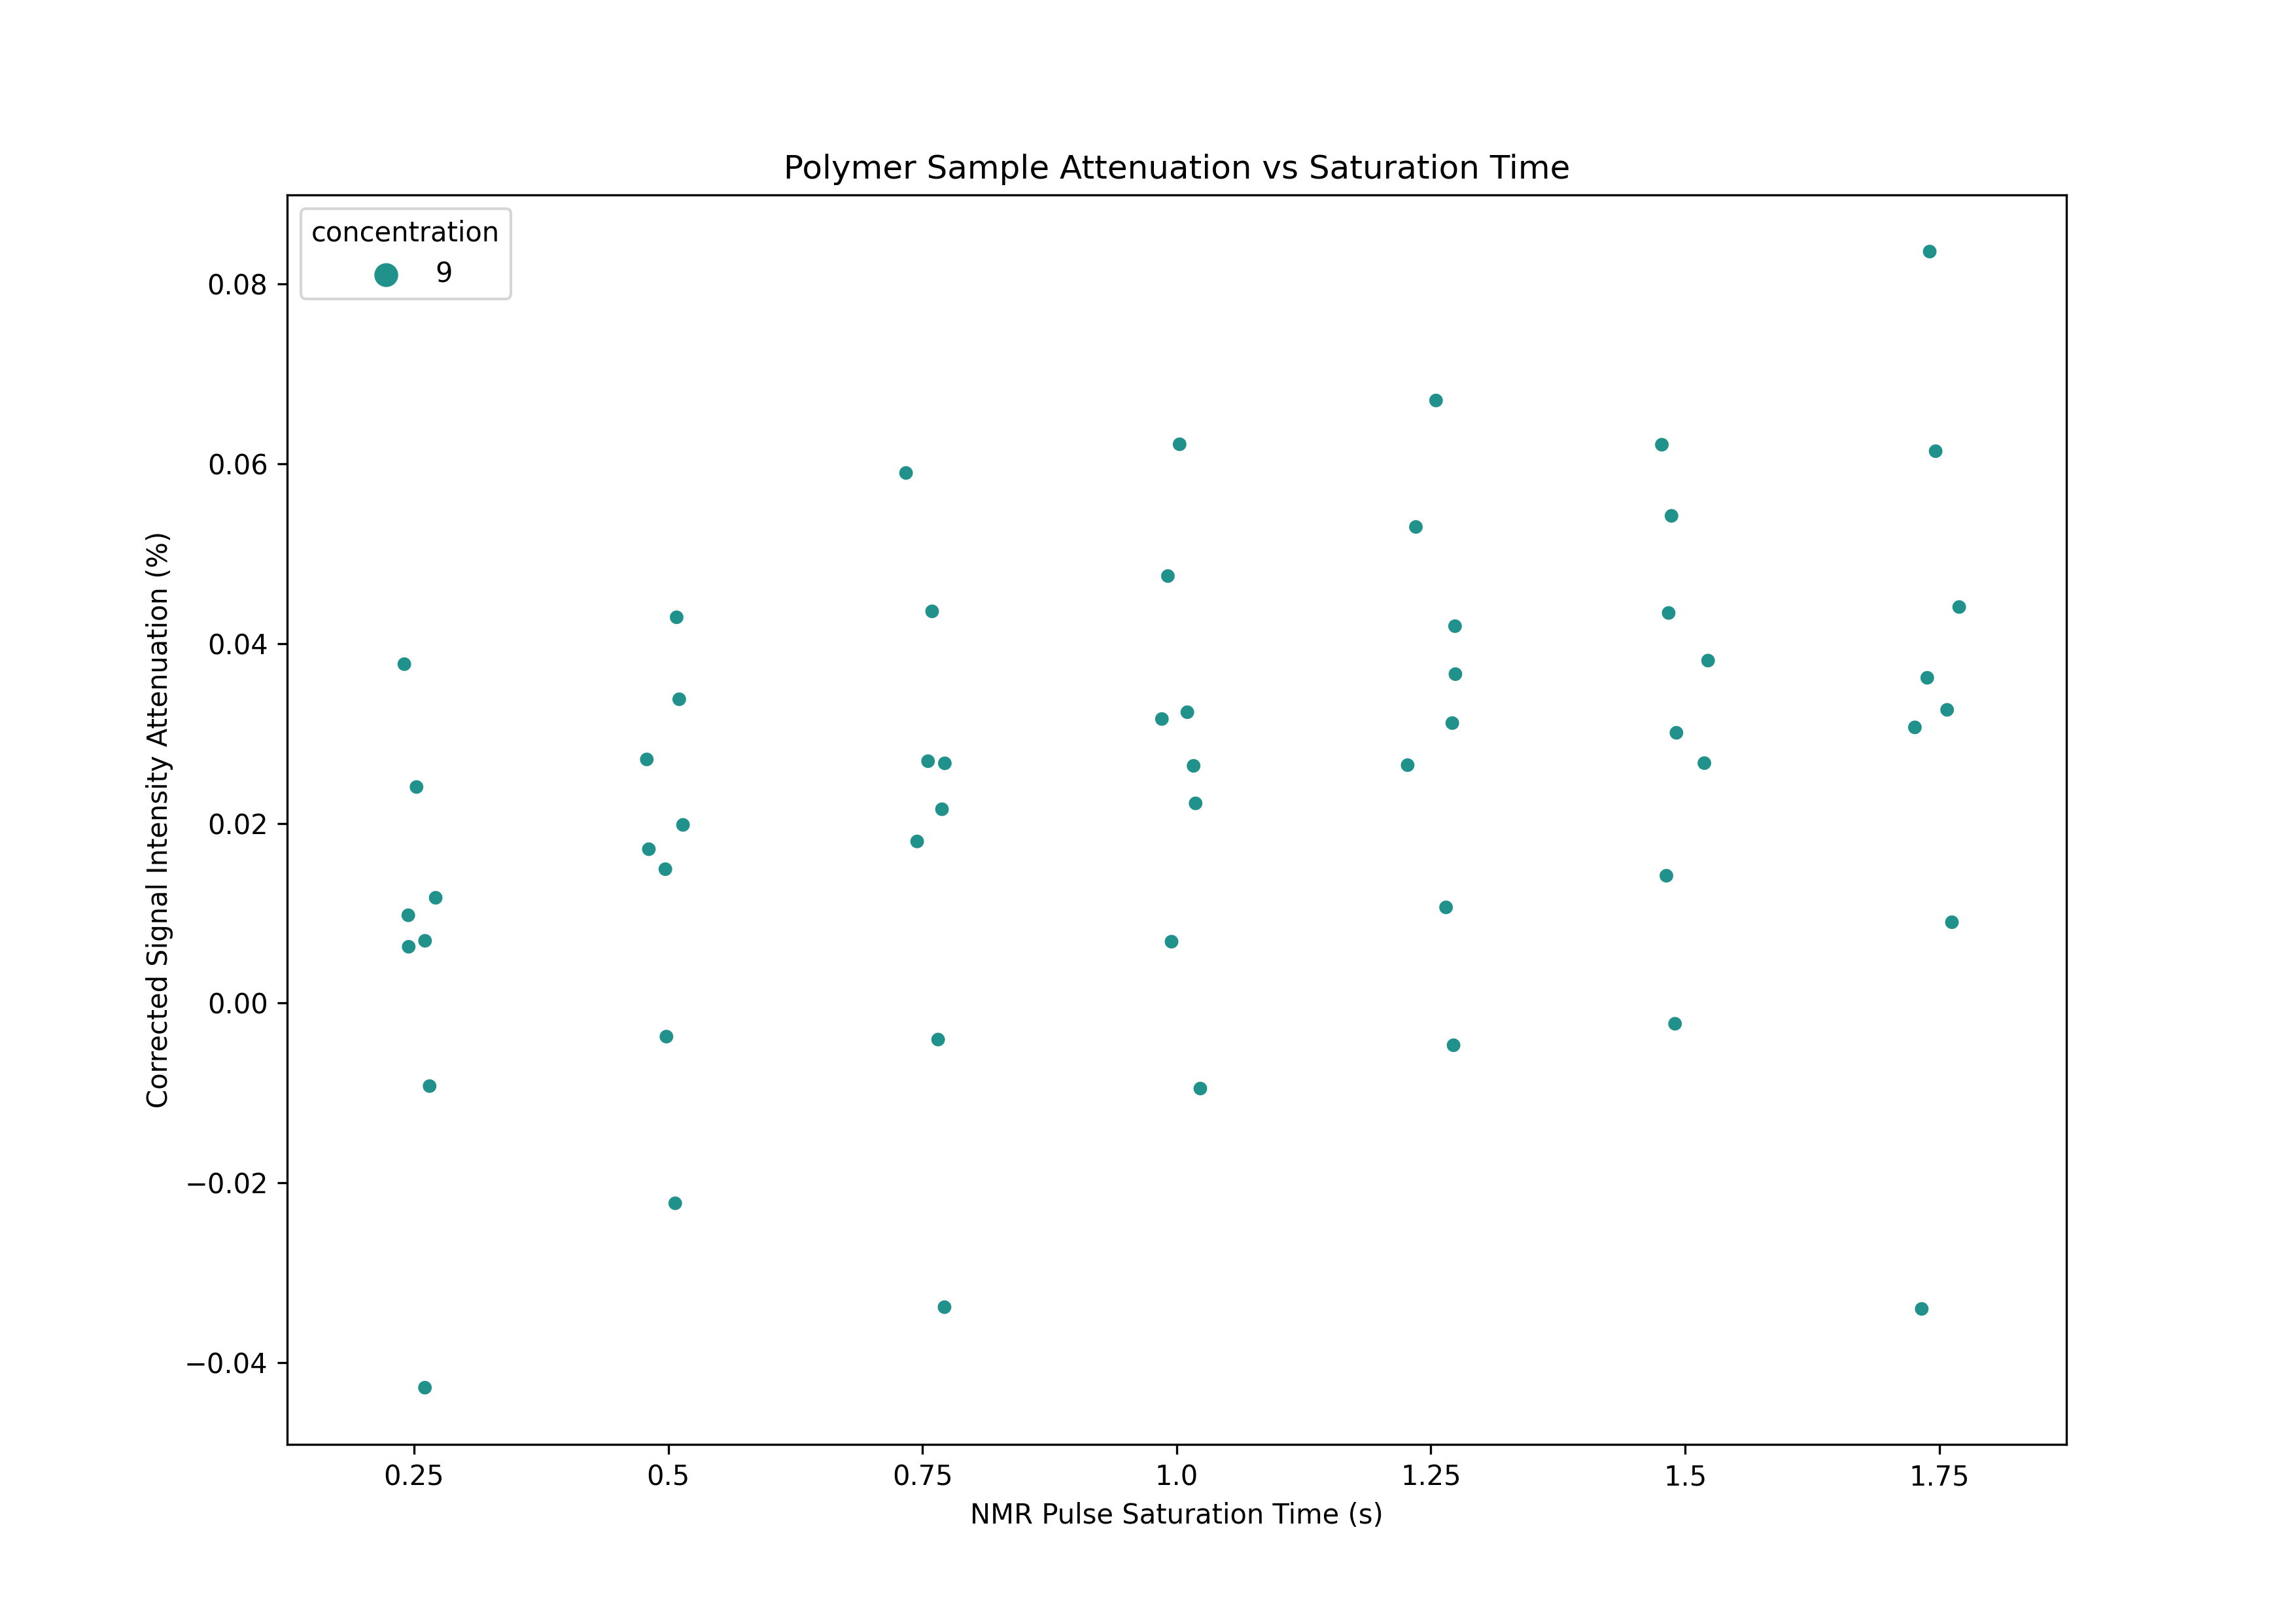 Polymer Sample Attenuation vs Saturation Time
concentration
9
0.08
0.06
0.04
0.02
0.00
−0.02
−0.04
Corrected Signal Intensity Attenuation (%)
0.25 0.5 0.75 1.0 1.25 1.5 1.75
NMR Pulse Saturation Time (s)